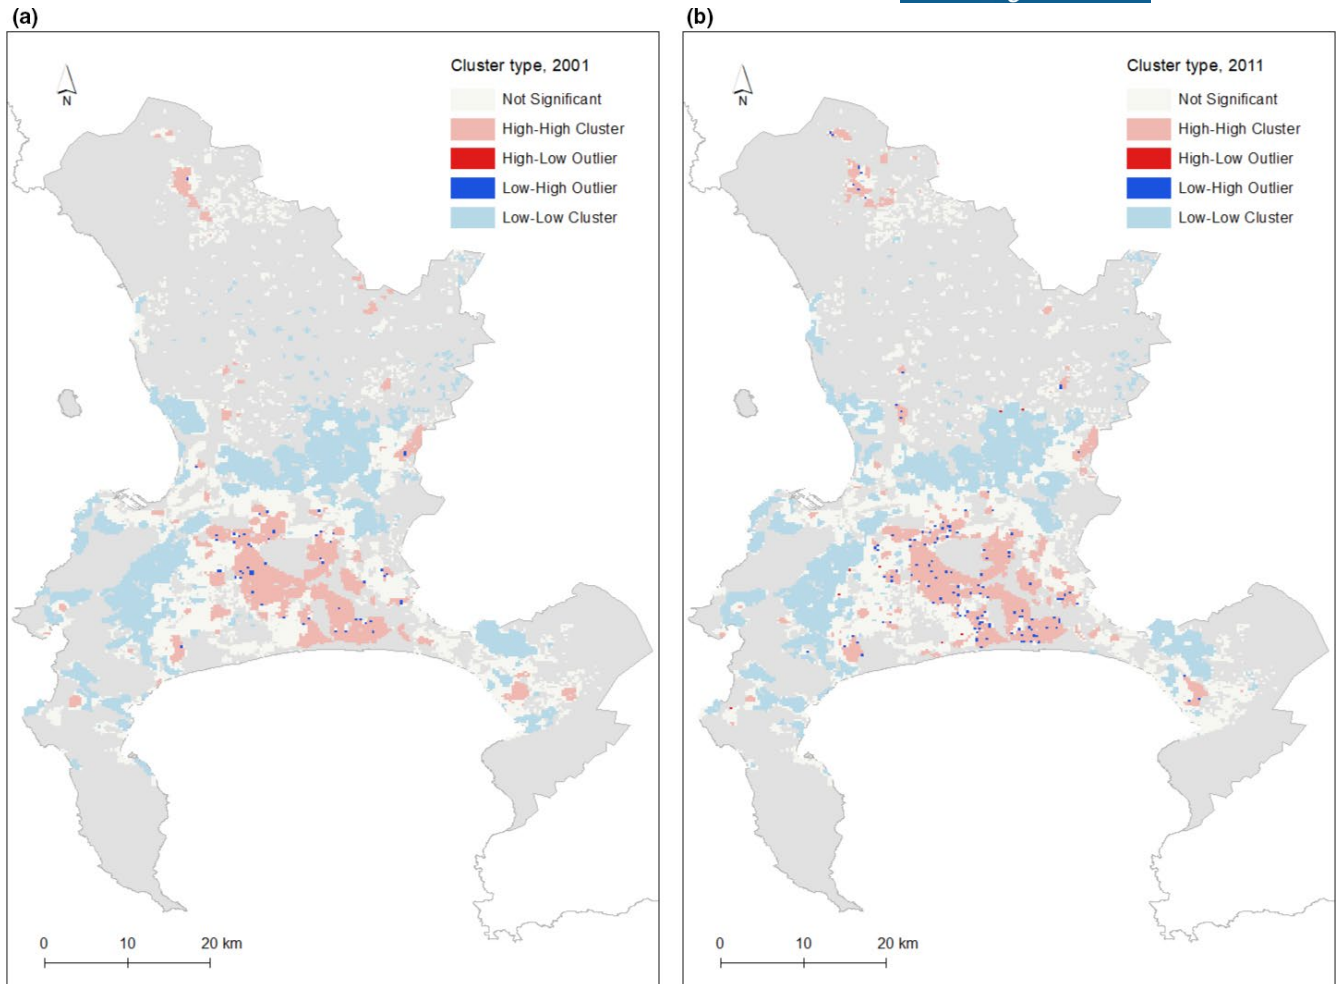 (a)
(b)
Cluster type, 2001
N
Not Significant
High-High Cluster
High-Low Outlier
Low-High Outlier
Low-Low Cluster
0 10 20 km
Cluster type, 2011
N
Not Significant
High-High Cluster
High-Low Outlier
Low-High Outlier
Low-Low Cluster
0 10 20 km